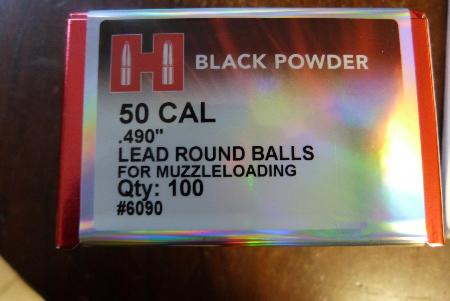 H BLACK POWDER
50 CAL
.490"
LEAD ROUND BALLS
FOR MUZZLELOADING
Qty: 100
#6090